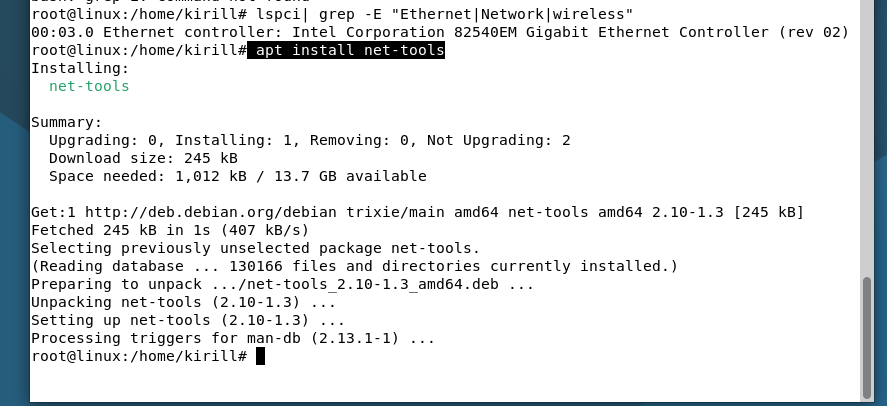 root@linux:/home/kirill# lspci| grep -E "Ethernet|Network|wireless"
00:03.0 Ethernet controller: Intel Corporation 82540EM Gigabit Ethernet Controller (rev 02)
root@linux:/home/kirill# apt install net-tools
Installing:
  net-tools

Summary:
  Upgrading: 0, Installing: 1, Removing: 0, Not Upgrading: 2
  Download size: 245 kB
  Space needed: 1,012 kB / 13.7 GB available

Get:1 http://deb.debian.org/debian trixie/main amd64 net-tools amd64 2.10-1.3 [245 kB]
Fetched 245 kB in 1s (407 kB/s)
Selecting previously unselected package net-tools.
(Reading database ... 130166 files and directories currently installed.)
Preparing to unpack .../net-tools_2.10-1.3_amd64.deb ...
Unpacking net-tools (2.10-1.3) ...
Setting up net-tools (2.10-1.3) ...
Processing triggers for man-db (2.13.1-1) ...
root@linux:/home/kirill#